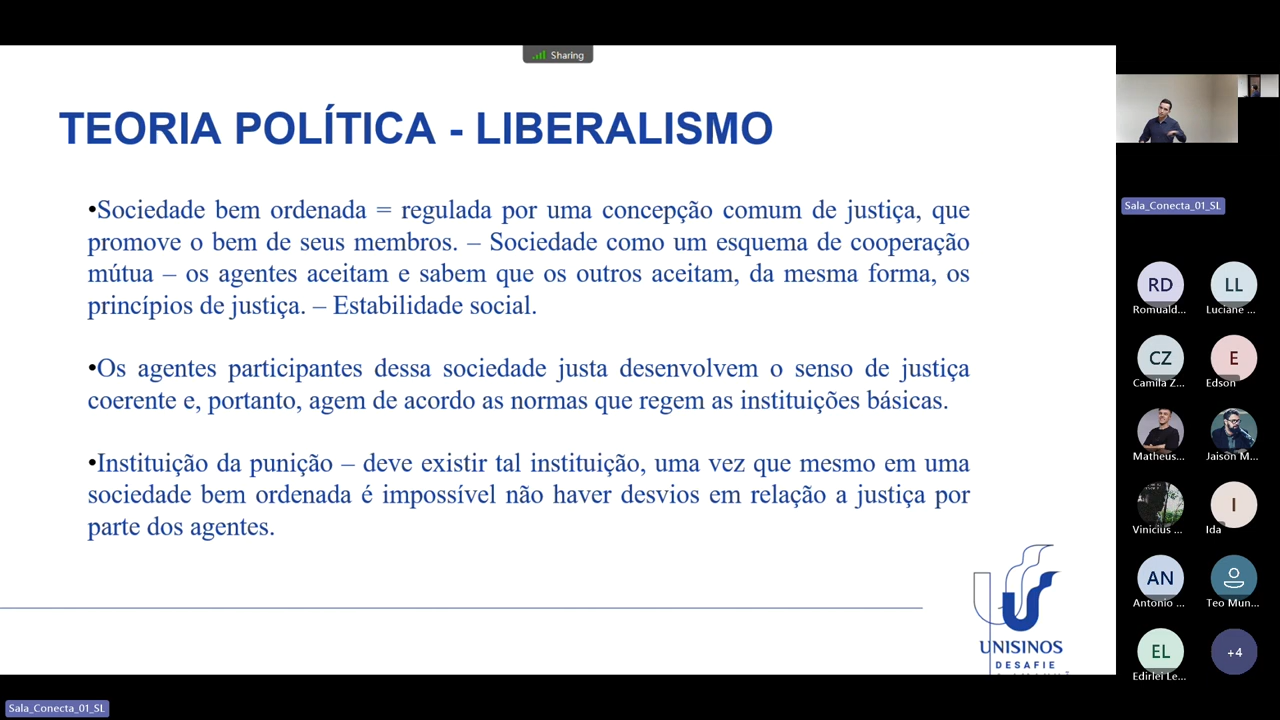 Sharing
TEORIA POLÍTICA - LIBERALISMO
•Sociedade bem ordenada = regulada por uma concepção comum de justiça, que
promove o bem de seus membros. – Sociedade como um esquema de cooperação
mútua – os agentes aceitam e sabem que os outros aceitam, da mesma forma, os
princípios de justiça. – Estabilidade social.
•Os agentes participantes dessa sociedade justa desenvolvem o senso de justiça
coerente e, portanto, agem de acordo as normas que regem as instituições básicas.
•Instituição da punição – deve existir tal instituição, uma vez que mesmo em uma
sociedade bem ordenada é impossível não haver desvios em relação a justiça por
parte dos agentes.
UNISINOS
DESAFIE
Sala_Conecta_01_SL
RD
LL
Romuald...
Luciane ...
CZ
E
Camila Z...
Edson
Matheus...
Jaison M...
I
Vinicius ...
Ida
AN
Antonio ...
Teo Mun...
EL
+4
Edirlei Le...
Sala_Conecta_01_SL